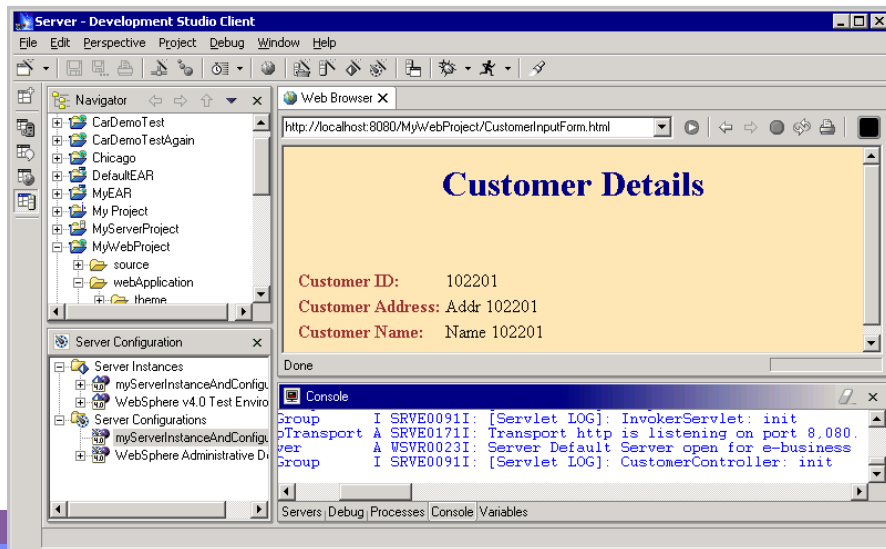 Server - Development Studio Client
File Edit Perspective Project Debug Window Help
Navigator
CarDemoTest
CarDemoTestAgain
Chicago
DefaultEAR
MyEAR
My Project
MyServerProject
MyWebProject
source
webApplication
theme
Web Browser
http://localhost:8080/MyWebProject/CustomerInputForm.html
Customer Details
Customer ID: 102201
Customer Address: Addr 102201
Customer Name: Name 102201
Done
Server Configuration
Server Instances
myServerInstanceAndConfigu
WebSphere v4.0 Test Enviro
Server Configurations
myServerInstanceAndConfigu
WebSphere Administrative Do
Console
Group I SRVE0091I: [Servlet LOG]: InvokerServlet: init
pTransport A SRVE0171I: Transport http is listening on port 8,080.
ver A WSVR0023I: Server Default Server open for e-business
Group I SRVE0091I: [Servlet LOG]: CustomerController: init
Servers Debug Processes Console Variables